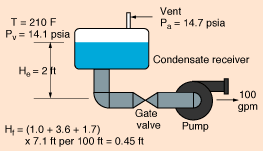 T = 210 F
Pv = 14.1 psia
Vent
Pa = 14.7 psia
Condensate receiver
He = 2 ft
100
gpm
Gate
valve
Pump
Hf = (1.0 + 3.6 + 1.7)
x 7.1 ft per 100 ft = 0.45 ft